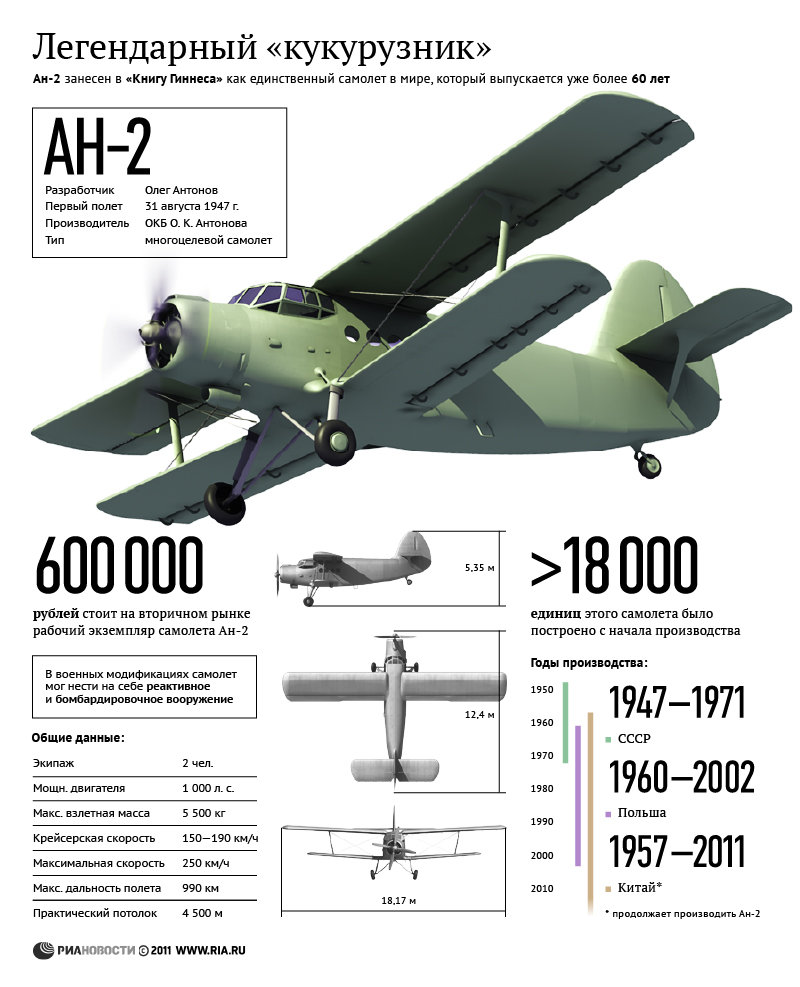 Легендарный «кукурузник»
Ан-2 занесен в «Книгу Гиннеса» как единственный самолет в мире, который выпускается уже более 60 лет
АН-2
Разработчик Олег Антонов
Первый полет 31 августа 1947 г.
Производитель ОКБ О. К. Антонова
Тип многоцелевой самолет
600 000
рублей стоит на вторичном рынке
рабочий экземпляр самолета Ан-2
В военных модификациях самолет
мог нести на себе реактивное
и бомбардировочное вооружение
Общие данные:
Экипаж 2 чел.
Мощн. двигателя 1 000 л. с.
Макс. взлетная масса 5 500 кг
Крейсерская скорость 150—190 км/ч
Максимальная скорость 250 км/ч
Макс. дальность полета 990 км
Практический потолок 4 500 м
5,35 м
12,4 м
18,17 м
>18 000
единиц этого самолета было
построено с начала производства
Годы производства:
1950
1960
1970
1980
1990
2000
2010
1947—1971
СССР
1960—2002
Польша
1957—2011
Китай*
* продолжает производить Ан-2
РИАНОВОСТИ © 2011 WWW.RIA.RU